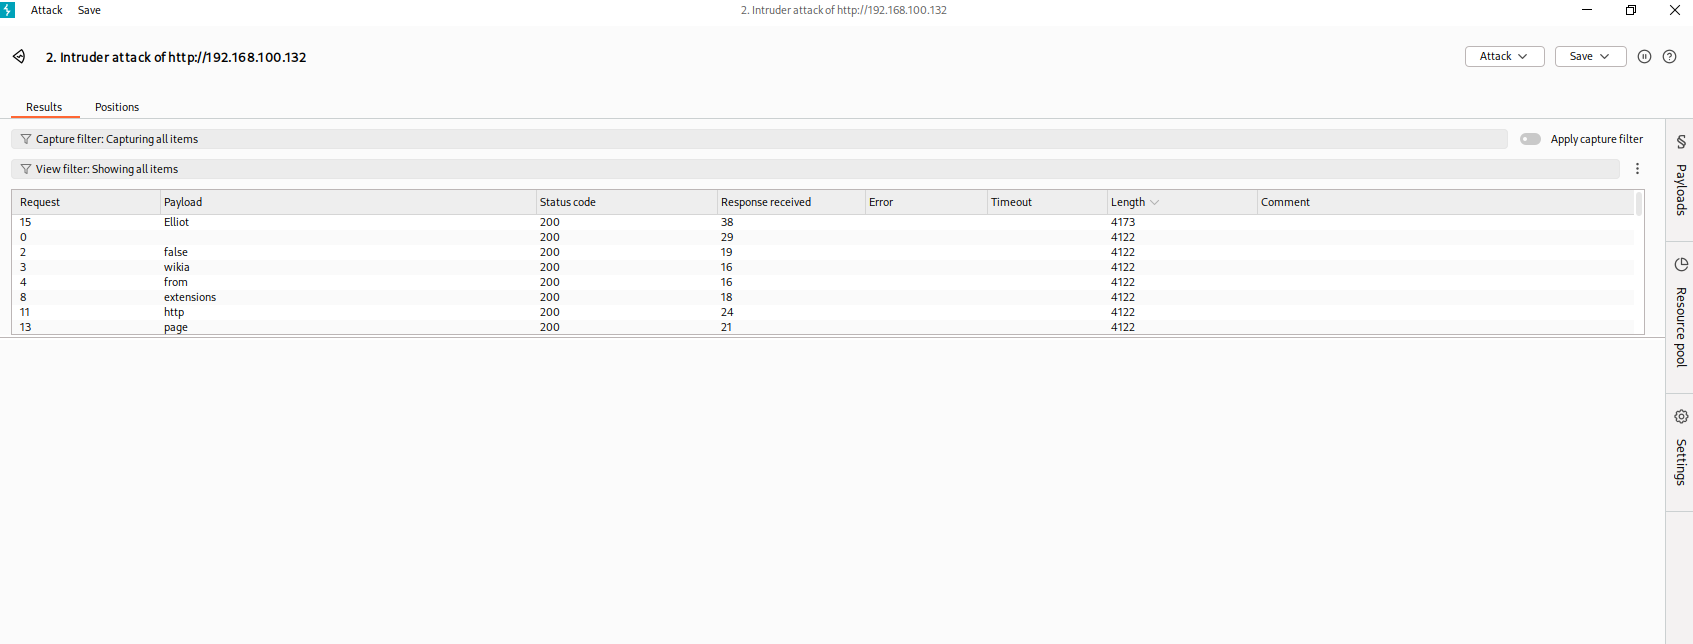 Attack Save 2. Intruder attack of http://192.168.100.132
2. Intruder attack of http://192.168.100.132 Attack Save
Results Positions
Capture filter: Capturing all items Apply capture filter
View filter: Showing all items
Request Payload Status code Response received Error Timeout Length Comment
15 Elliot 200 38 4173
0 200 29 4122
2 false 200 19 4122
3 wikia 200 16 4122
4 from 200 16 4122
8 extensions 200 18 4122
11 http 200 24 4122
13 page 200 21 4122
Payloads
Resource pool
Settings